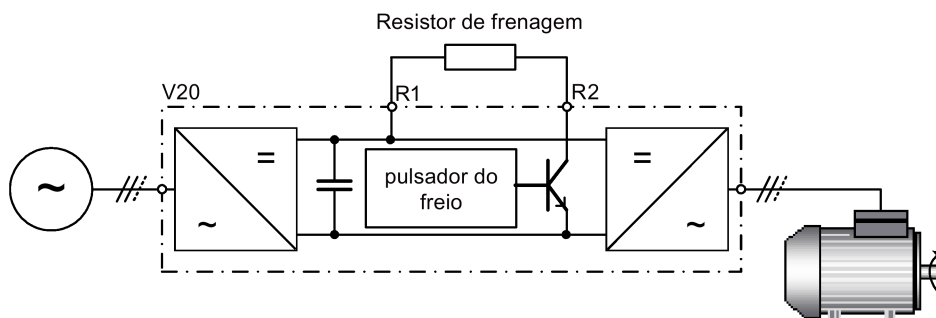 Resistor de frenagem
V20
R1
R2
=
=
pulsador do
freio
~
~
~